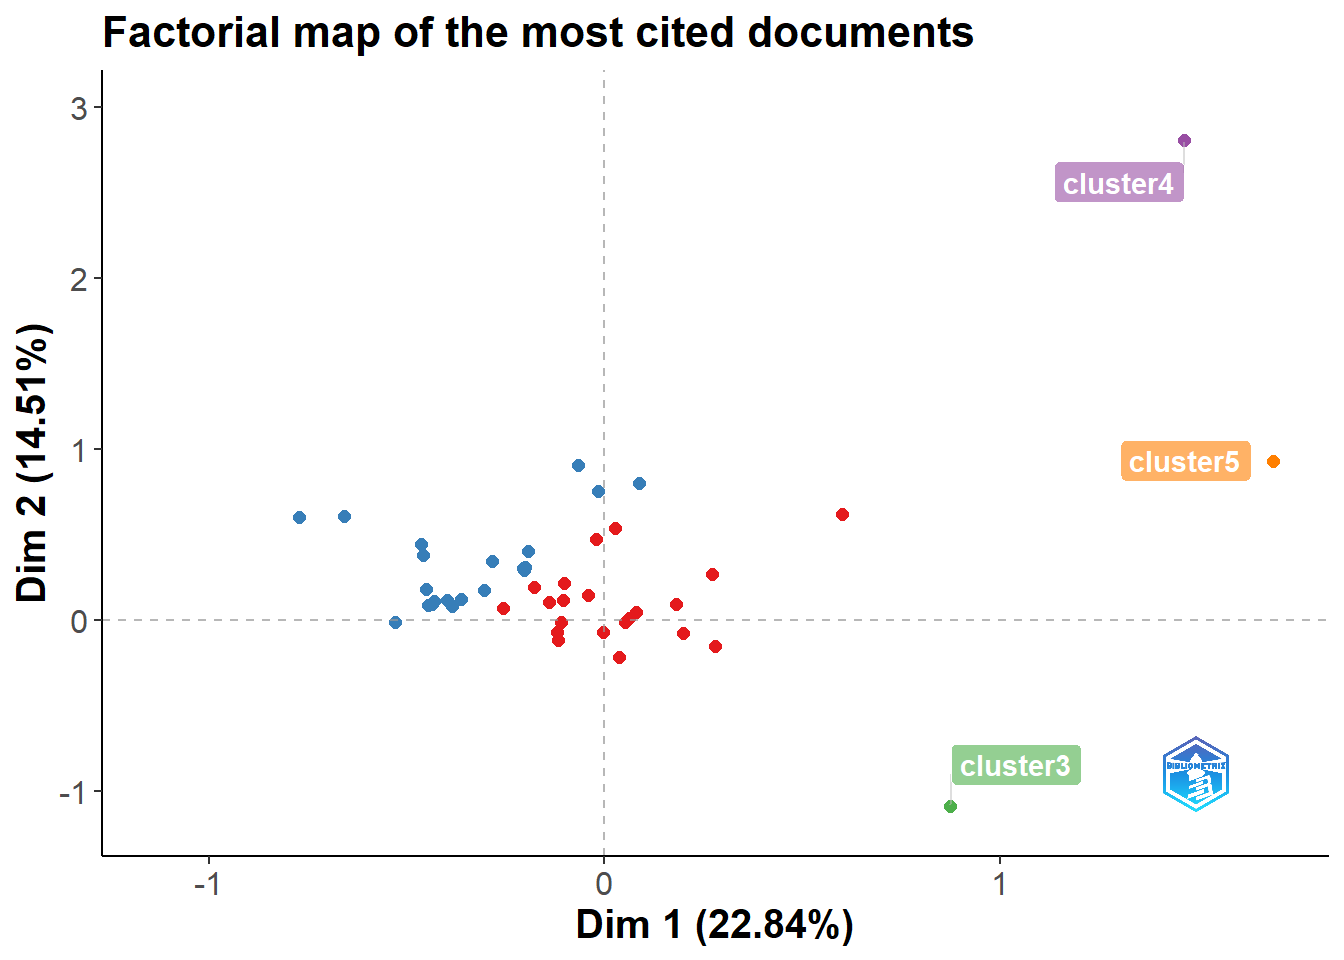 Factorial map of the most cited documents
3
cluster4
2
Dim 2 (14.51%)
1
cluster5
0
cluster3
BIBLIOMETRIX
-1
-1
0
1
Dim 1 (22.84%)